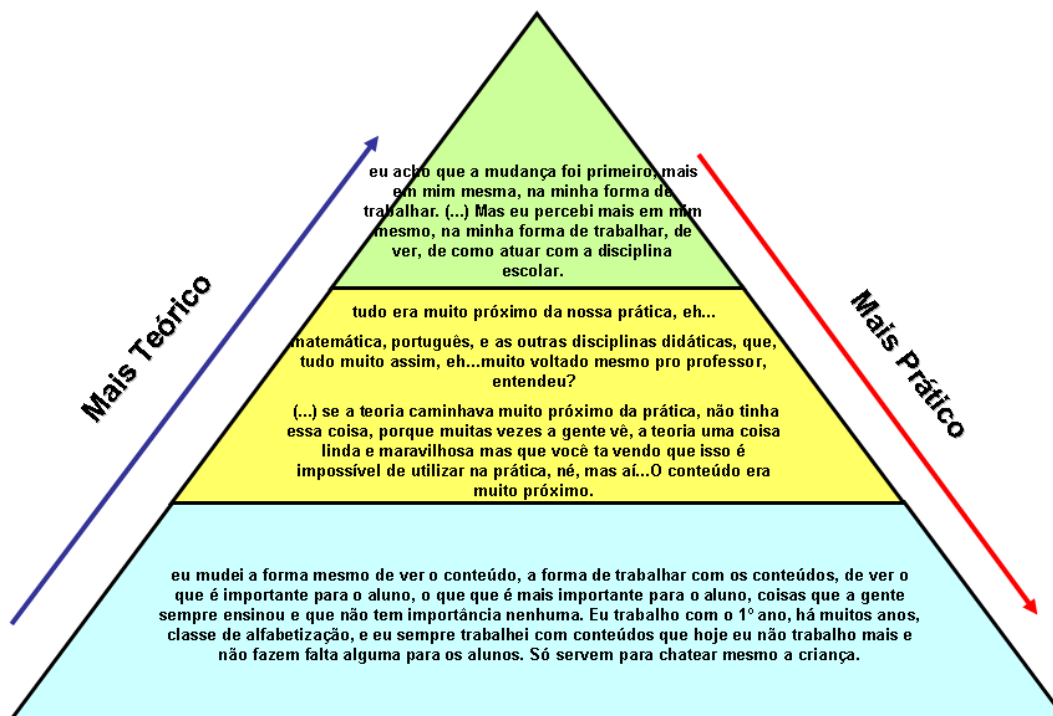 eu acho que a mudança foi primeiro, mais
em mim mesma, na minha forma de
trabalhar. (...) Mas eu percebi mais em mim
mesmo, na minha forma de trabalhar, de
ver, de como atuar com a disciplina
escolar.
Mais Teórico
Mais Prático
tudo era muito próximo da nossa prática, eh...
matemática, português, e as outras disciplinas didáticas, que,
tudo muito assim, eh...muito voltado mesmo pro professor,
entendeu?
(...) se a teoria caminhava muito próximo da prática, não tinha
essa coisa, porque muitas vezes a gente vê, a teoria uma coisa
linda e maravilhosa mas que você ta vendo que isso é
impossível de utilizar na prática, né, mas aí...O conteúdo era
muito próximo.
eu mudei a forma mesmo de ver o conteúdo, a forma de trabalhar com os conteúdos, de ver o
que é importante para o aluno, o que que é mais importante para o aluno, coisas que a gente
sempre ensinou e que não tem importância nenhuma. Eu trabalho com o 1º ano, há muitos anos,
classe de alfabetização, e eu sempre trabalhei com conteúdos que hoje eu não trabalho mais e
não fazem falta alguma para os alunos. Só servem para chatear mesmo a criança.